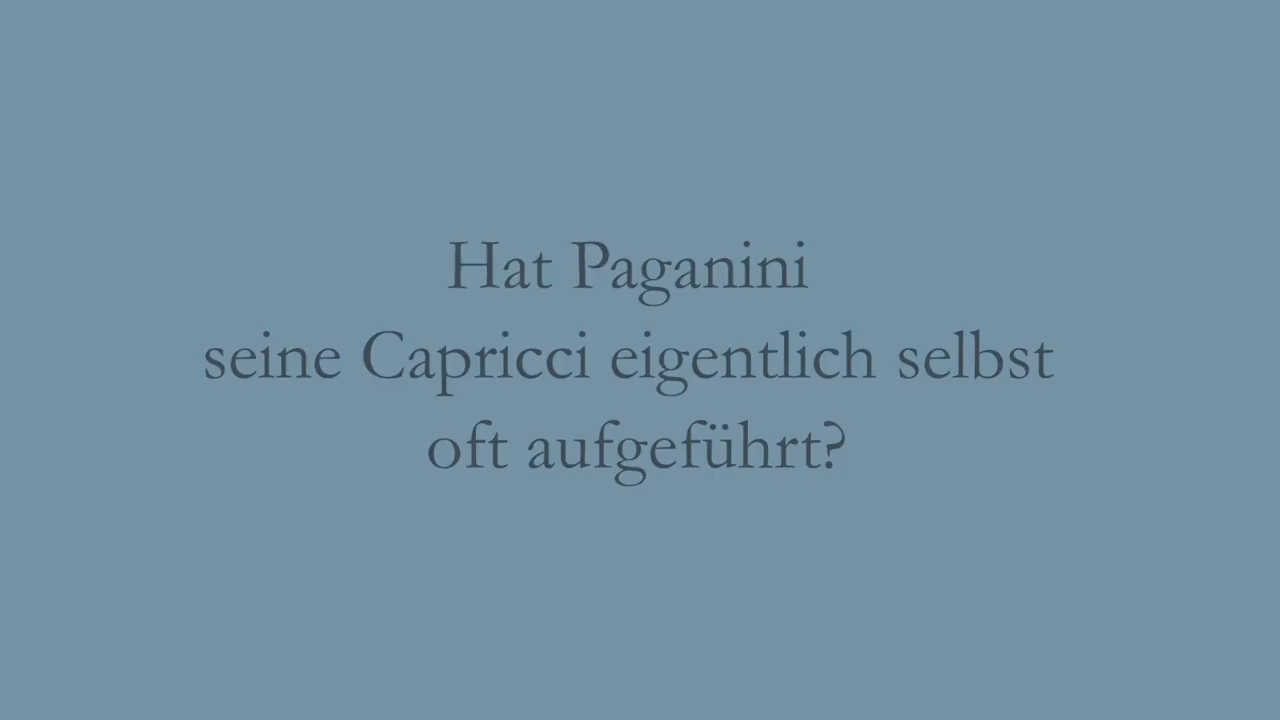 Hat Paganini
seine Capricci eigentlich selbst
oft aufgeführt?